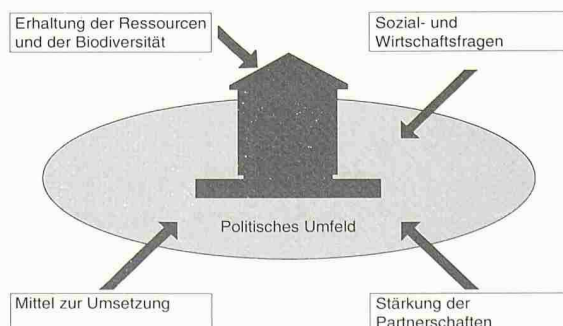 Erhaltung der Ressourcen
und der Biodiversität
Sozial- und
Wirtschaftsfragen
Politisches Umfeld
Mittel zur Umsetzung
Stärkung der
Partnerschaften